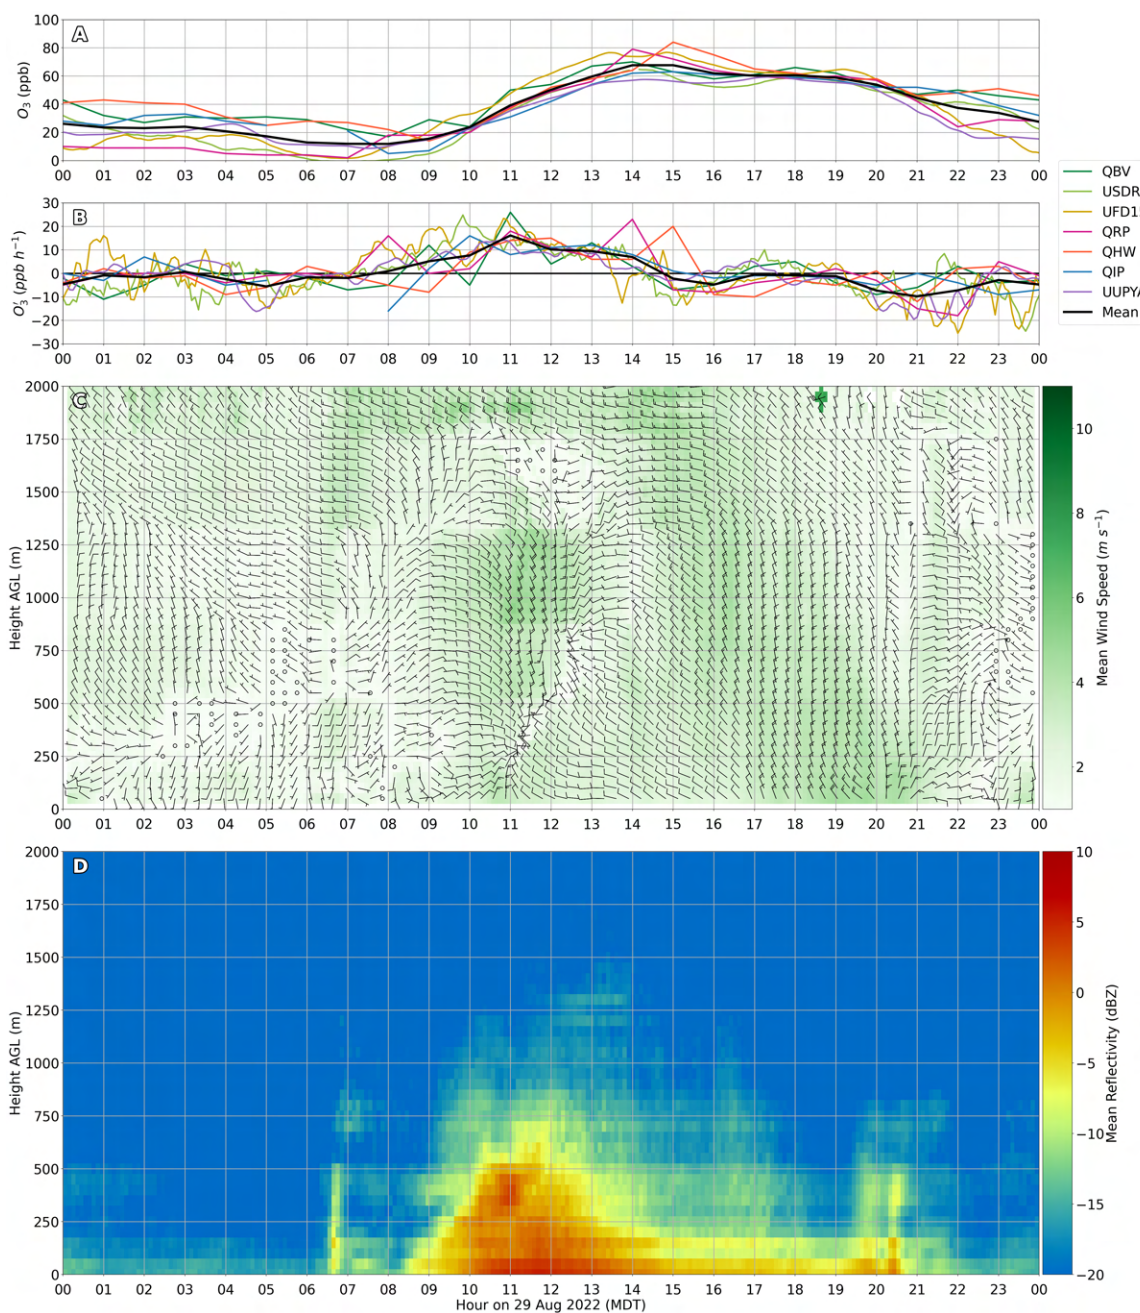 A
O3 (ppb)
100
80
60
40
20
0
00 01 02 03 04 05 06 07 08 09 10 11 12 13 14 15 16 17 18 19 20 21 22 23 00
B
O3' (ppb h−1)
30
20
10
0
−10
−20
−30
00 01 02 03 04 05 06 07 08 09 10 11 12 13 14 15 16 17 18 19 20 21 22 23 00
QBV
USDR
UFD1
QRP
QHW
QIP
UUPYA
Mean
C
Height AGL (m)
2000
1750
1500
1250
1000
750
500
250
0
00 01 02 03 04 05 06 07 08 09 10 11 12 13 14 15 16 17 18 19 20 21 22 23 00
10
8
6
4
2
Mean Wind Speed (m s−1)
D
Height AGL (m)
2000
1750
1500
1250
1000
750
500
250
0
00 01 02 03 04 05 06 07 08 09 10 11 12 13 14 15 16 17 18 19 20 21 22 23 00
Hour on 29 Aug 2022 (MDT)
10
5
0
−5
−10
−15
−20
Mean Reflectivity (dBZ)